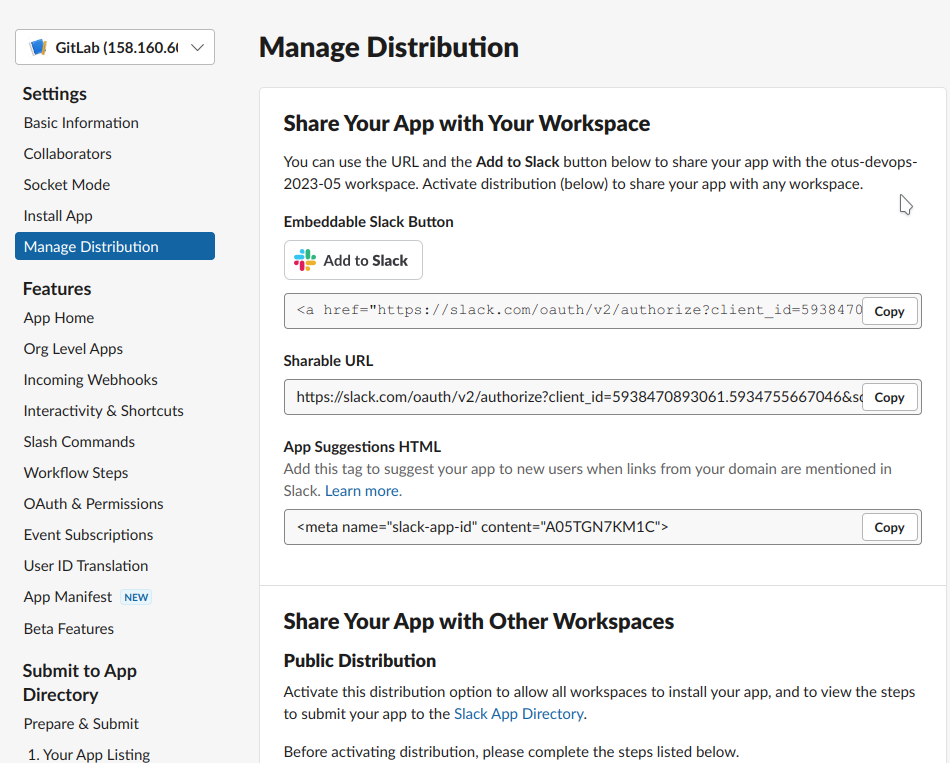 GitLab (158.160.60
Settings
Basic Information
Collaborators
Socket Mode
Install App
Manage Distribution
Features
App Home
Org Level Apps
Incoming Webhooks
Interactivity & Shortcuts
Slash Commands
Workflow Steps
OAuth & Permissions
Event Subscriptions
User ID Translation
App Manifest NEW
Beta Features
Submit to App
Directory
Prepare & Submit
1. Your App Listing
Manage Distribution
Share Your App with Your Workspace
You can use the URL and the Add to Slack button below to share your app with the otus-devops-
2023-05 workspace. Activate distribution (below) to share your app with any workspace.
Embeddable Slack Button
Add to Slack
<a href="https://slack.com/oauth/v2/authorize?client_id=5938470 Copy
Sharable URL
https://slack.com/oauth/v2/authorize?client_id=5938470893061.5934755667046&sc Copy
App Suggestions HTML
Add this tag to suggest your app to new users when links from your domain are mentioned in
Slack. Learn more.
<meta name="slack-app-id" content="A05TGN7KM1C"> Copy
Share Your App with Other Workspaces
Public Distribution
Activate this distribution option to allow all workspaces to install your app, and to view the steps
to submit your app to the Slack App Directory.
Before activating distribution, please complete the steps listed below.